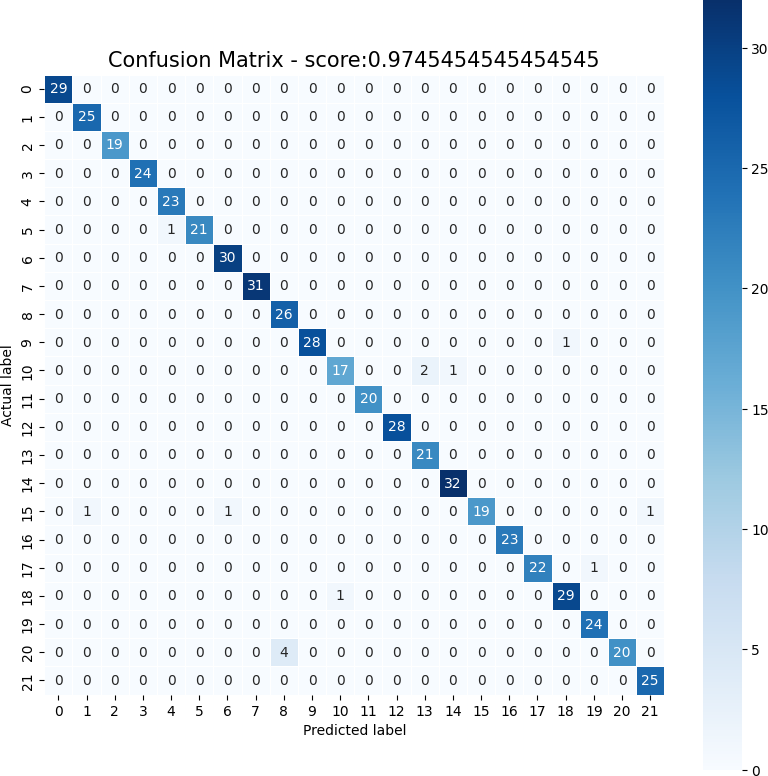 Confusion Matrix - score:0.9745454545454545
0 29 0 0 0 0 0 0 0 0 0 0 0 0 0 0 0 0 0 0 0 0 0
1 0 25 0 0 0 0 0 0 0 0 0 0 0 0 0 0 0 0 0 0 0 0
2 0 0 19 0 0 0 0 0 0 0 0 0 0 0 0 0 0 0 0 0 0 0
3 0 0 0 24 0 0 0 0 0 0 0 0 0 0 0 0 0 0 0 0 0 0
4 0 0 0 0 23 0 0 0 0 0 0 0 0 0 0 0 0 0 0 0 0 0
5 0 0 0 0 1 21 0 0 0 0 0 0 0 0 0 0 0 0 0 0 0 0
6 0 0 0 0 0 0 30 0 0 0 0 0 0 0 0 0 0 0 0 0 0 0
7 0 0 0 0 0 0 0 31 0 0 0 0 0 0 0 0 0 0 0 0 0 0
8 0 0 0 0 0 0 0 0 26 0 0 0 0 0 0 0 0 0 0 0 0 0
9 0 0 0 0 0 0 0 0 0 28 0 0 0 0 0 0 0 0 1 0 0 0
10 0 0 0 0 0 0 0 0 0 0 17 0 0 2 1 0 0 0 0 0 0 0
11 0 0 0 0 0 0 0 0 0 0 0 20 0 0 0 0 0 0 0 0 0 0
12 0 0 0 0 0 0 0 0 0 0 0 0 28 0 0 0 0 0 0 0 0 0
13 0 0 0 0 0 0 0 0 0 0 0 0 0 21 0 0 0 0 0 0 0 0
14 0 0 0 0 0 0 0 0 0 0 0 0 0 0 32 0 0 0 0 0 0 0
15 0 1 0 0 0 0 1 0 0 0 0 0 0 0 0 19 0 0 0 0 0 1
16 0 0 0 0 0 0 0 0 0 0 0 0 0 0 0 0 23 0 0 0 0 0
17 0 0 0 0 0 0 0 0 0 0 0 0 0 0 0 0 0 22 0 1 0 0
18 0 0 0 0 0 0 0 0 0 0 1 0 0 0 0 0 0 0 29 0 0 0
19 0 0 0 0 0 0 0 0 0 0 0 0 0 0 0 0 0 0 0 24 0 0
20 0 0 0 0 0 0 0 0 4 0 0 0 0 0 0 0 0 0 0 0 20 0
21 0 0 0 0 0 0 0 0 0 0 0 0 0 0 0 0 0 0 0 0 0 25
0 1 2 3 4 5 6 7 8 9 10 11 12 13 14 15 16 17 18 19 20 21
Predicted label
Actual label
30
25
20
15
10
5
0